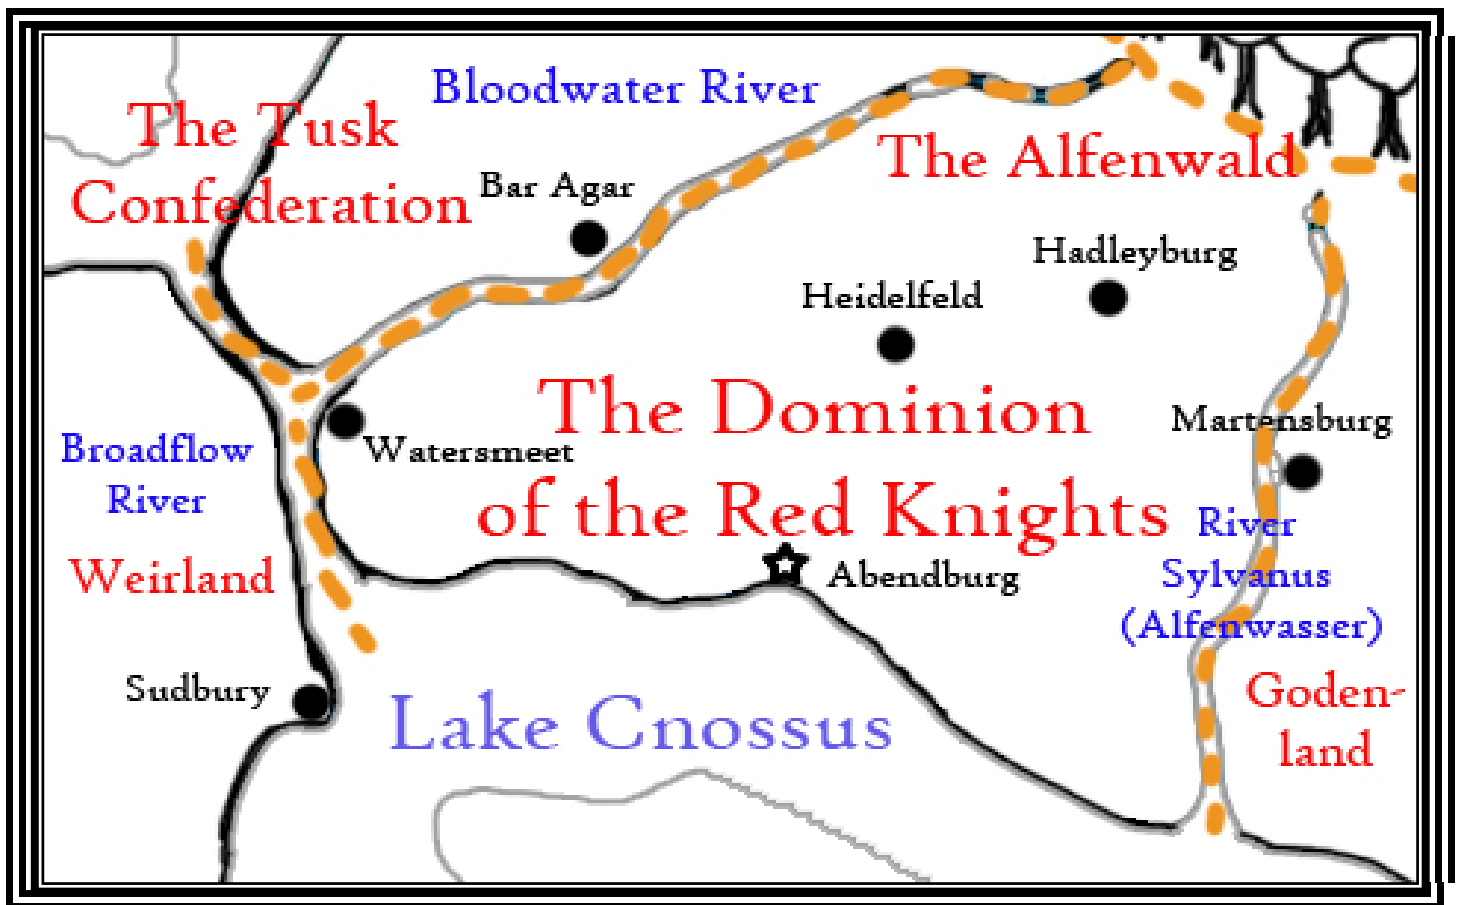 Bloodwater River
The Tusk
Confederation
Bar Agar
The Alfenwald
Hadleyburg
Heidelfeld
The Dominion
of the Red Knights
Martensburg
Broadflow
River
Watersmeet
River
Sylvanus
(Alfenwasser)
Weirland
Abendburg
Sudbury
Lake Cnossus
Goden-
land